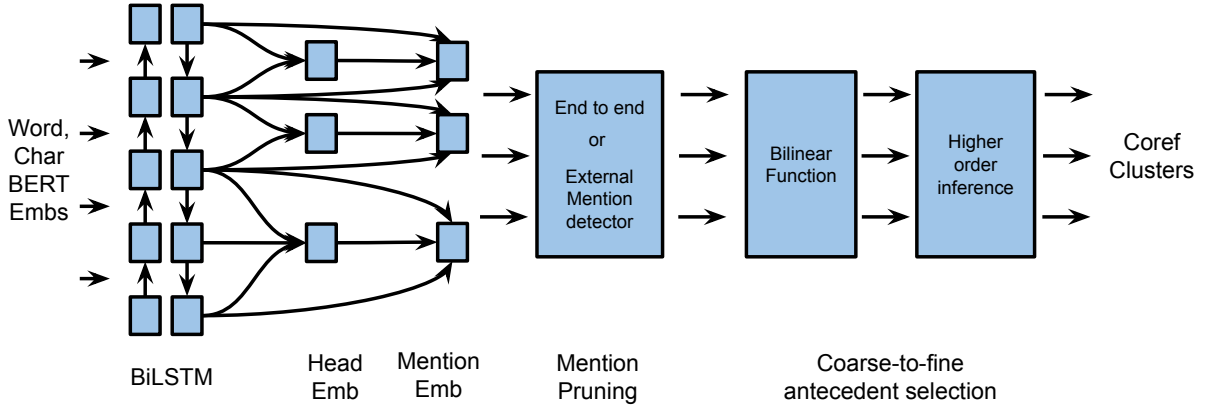 Word,
Char
BERT
Embs
BiLSTM
Head
Emb
Mention
Emb
End to end
or
External
Mention
detector
Mention
Pruning
Bilinear
Function
Higher
order
inference
Coarse-to-fine
antecedent selection
Coref
Clusters